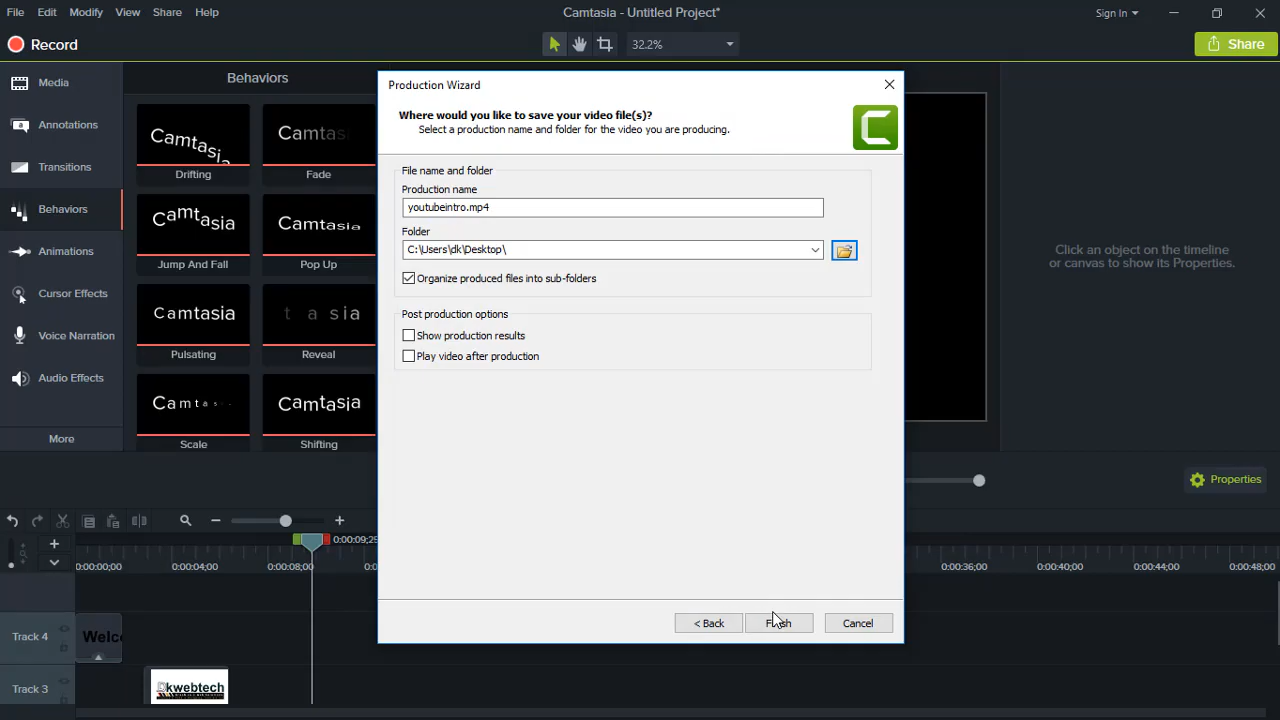 File Edit Modify View Share Help
Camtasia - Untitled Project*
Sign In
Record
32.2%
Share
Media
Annotations
Transitions
Behaviors
Animations
Cursor Effects
Voice Narration
Audio Effects
More
Behaviors
Camtasia
Drifting
Camtasia
Fade
Camtasia
Jump And Fall
Camtasia
Pop Up
Camtasia
Pulsating
t a sia
Reveal
Camtas
Scale
Camtasia
Shifting
Production Wizard
Where would you like to save your video file(s)?
Select a production name and folder for the video you are producing.
File name and folder
Production name
youtubeintro.mp4
Folder
C:\Users\dk\Desktop\
Organize produced files into sub-folders
Post production options
Show production results
Play video after production
< Back
Finish
Cancel
Click an object on the timeline
or canvas to show its Properties.
Properties
0:00:09;29
0:00:00;00 0:00:04;00 0:00:08;00 0:00:36;00 0:00:40;00 0:00:44;00 0:00:48;00
Track 4
Welco
Track 3
Dkwebtech